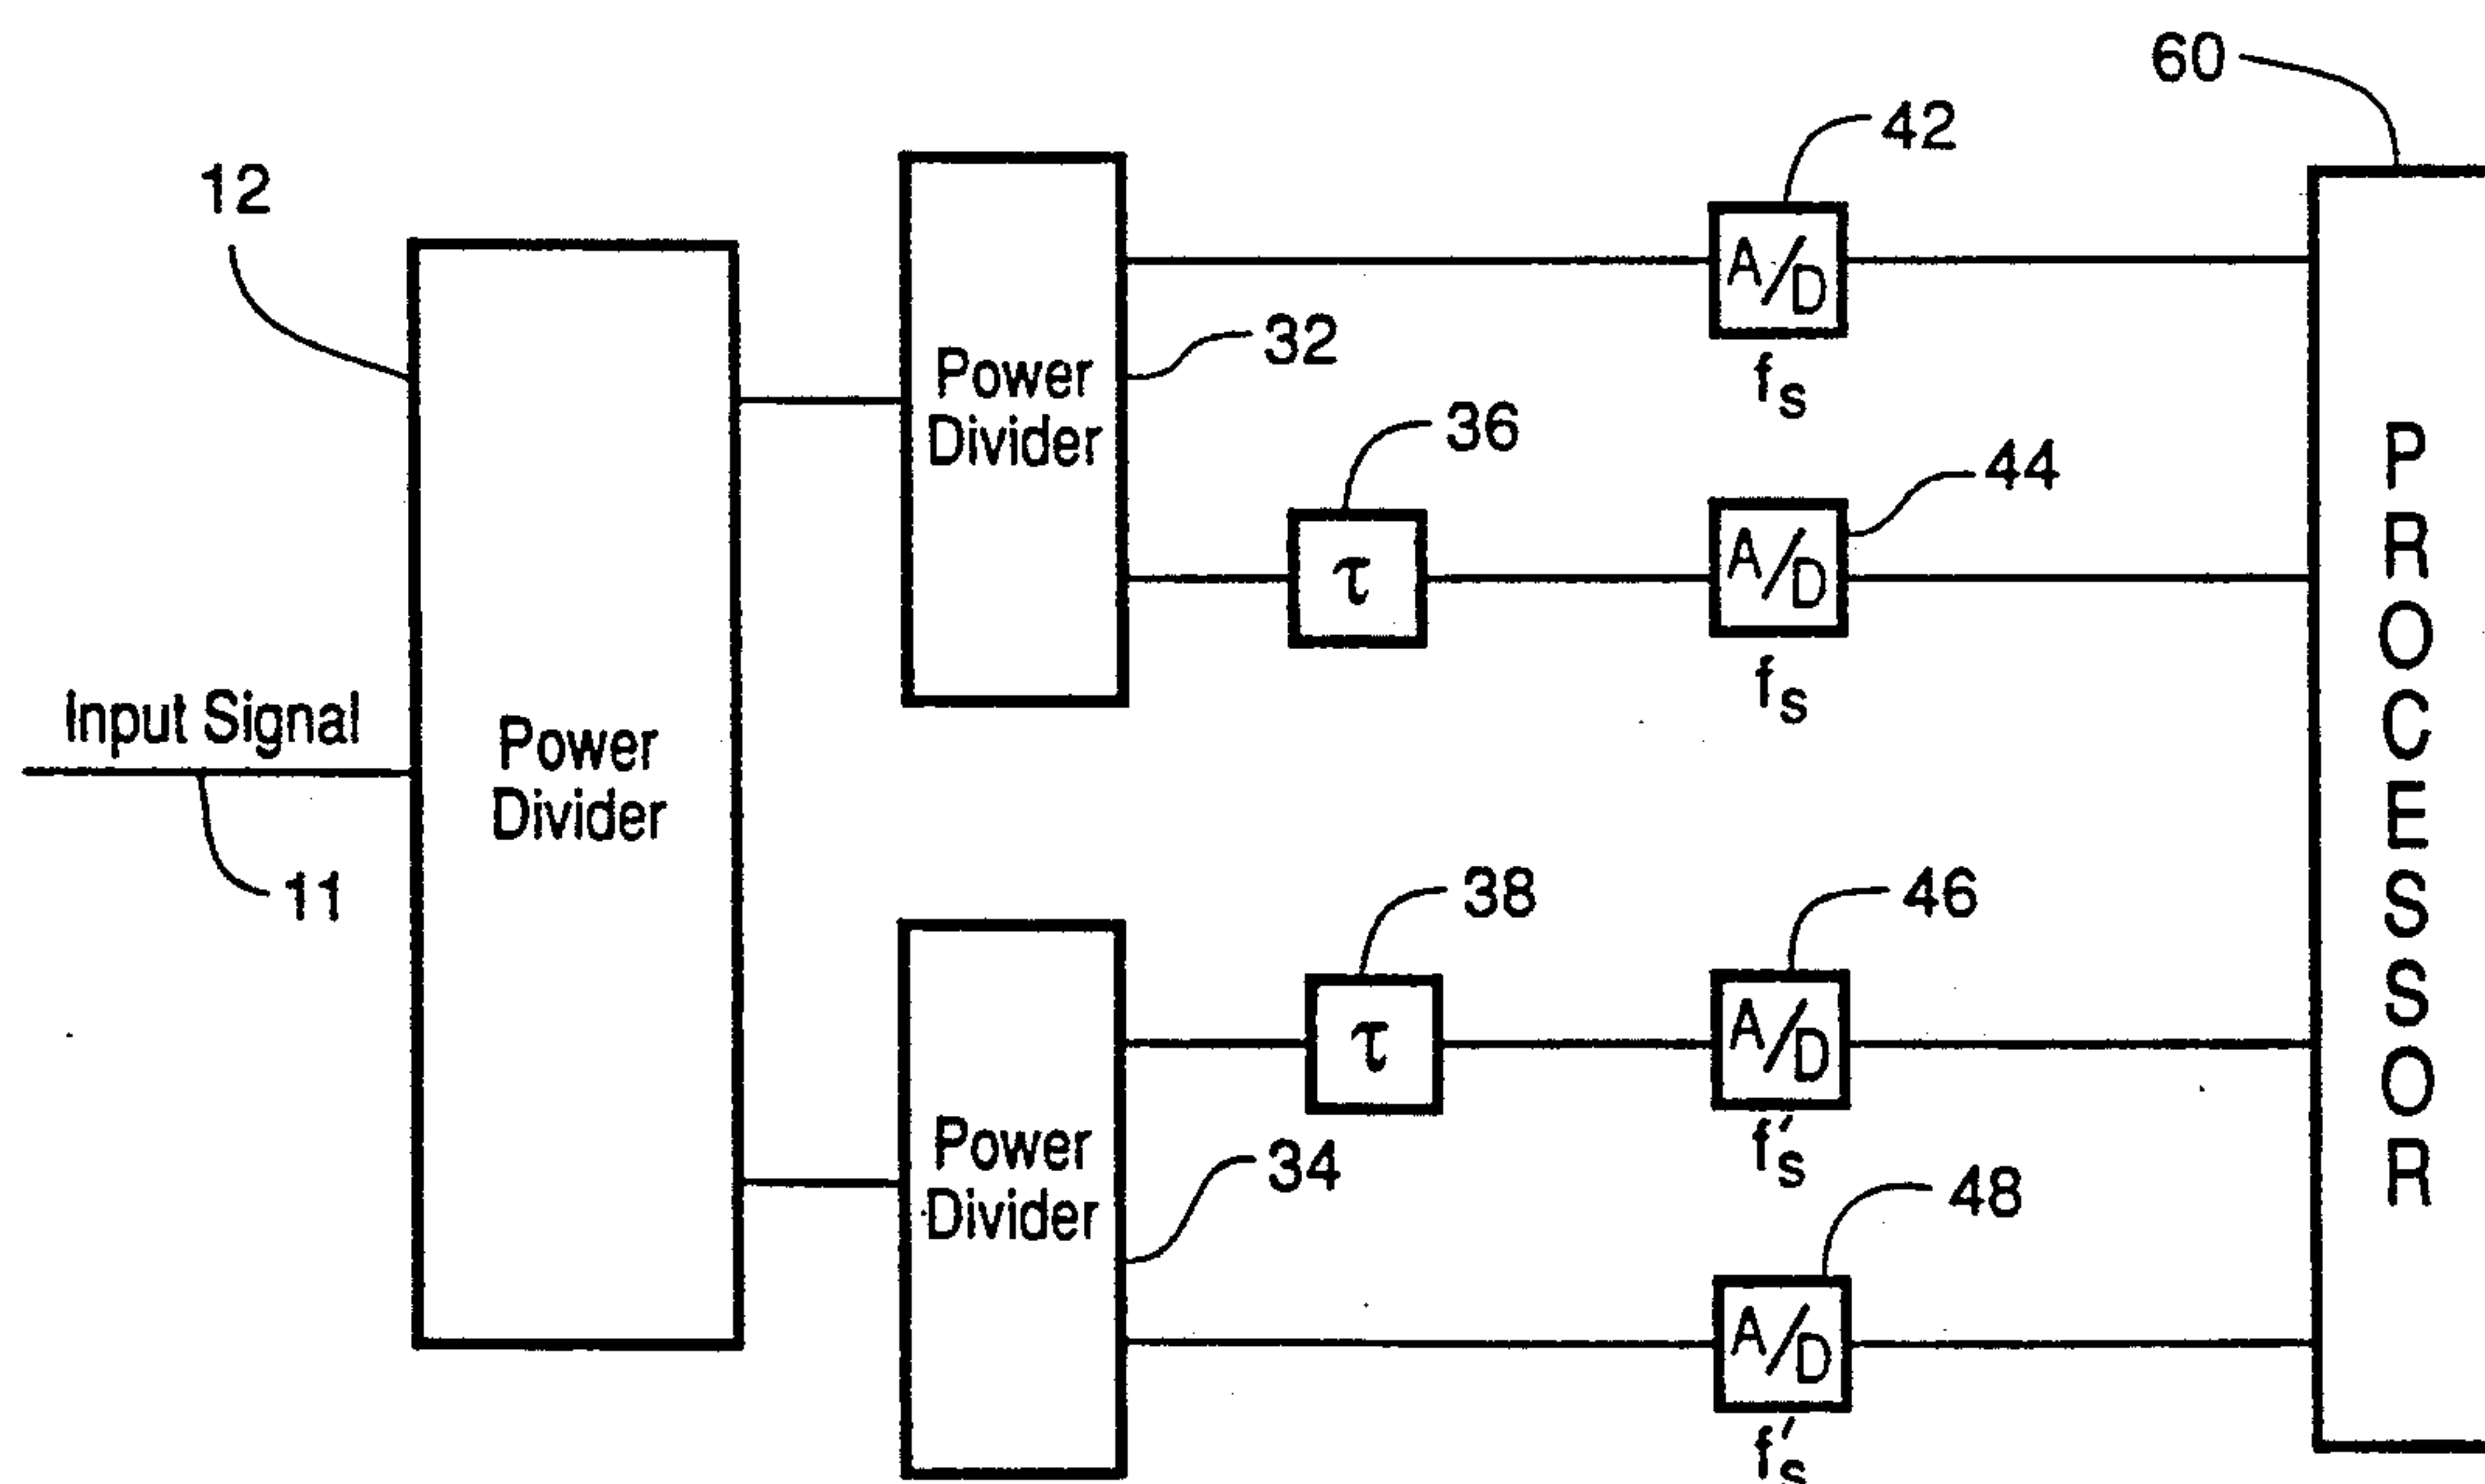 60
42
12
A/D
32
Power
Divider
fs
36
44
τ
A/D
fs
Input Signal
Power
Divider
11
38
46
τ
A/D
f's
Power
Divider
34
48
A/D
f's
PROCESSOR